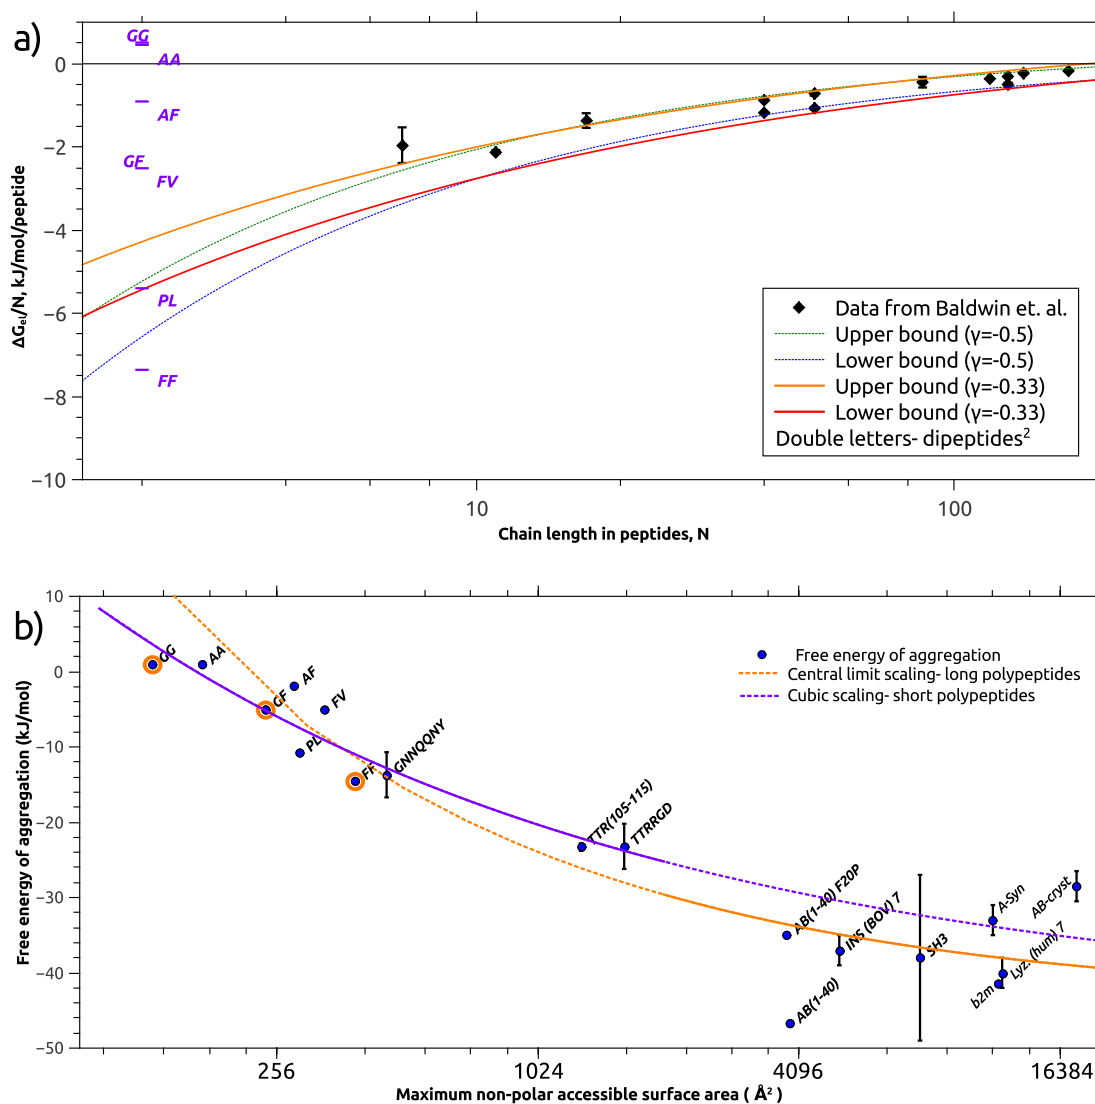 a)
GG
AA
AF
GF
FV
PL
FF
0
−2
−4
−6
−8
−10
ΔGel/N, kJ/mol/peptide
Data from Baldwin et. al.
Upper bound (γ=-0.5)
Lower bound (γ=-0.5)
Upper bound (γ=-0.33)
Lower bound (γ=-0.33)
Double letters- dipeptides²
10
100
Chain length in peptides, N
b)
10
0
−10
−20
−30
−40
−50
Free energy of aggregation (kJ/mol)
Free energy of aggregation
Central limit scaling- long polypeptides
Cubic scaling- short polypeptides
GG
AA
GF
AF
FV
PL
FF
GNNQQNY
TTR(105-115)
TTRRGD
AB(1-40) F20P
AB(1-40)
INS (BOV) 7
SH3
A-Syn
b2m
Lyz. (hum) 7
AB-cryst
256
1024
4096
16384
Maximum non-polar accessible surface area ( Å² )